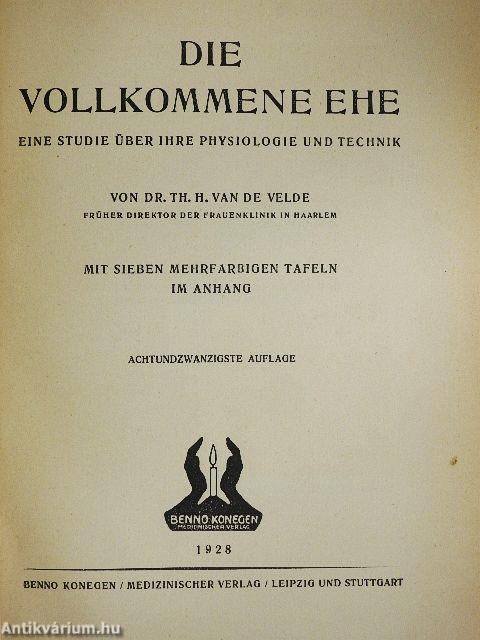 DIE
VOLLKOMMENE EHE
EINE STUDIE ÜBER IHRE PHYSIOLOGIE UND TECHNIK
VON DR. TH. H. VAN DE VELDE
FRÜHER DIREKTOR DER FRAUENKLINIK IN HAARLEM
MIT SIEBEN MEHRFARBIGEN TAFELN
IM ANHANG
ACHTUNDZWANZIGSTE AUFLAGE
BENNO KONEGEN
MEDIZINISCHER VERLAG
1928
BENNO KONEGEN / MEDIZINISCHER VERLAG / LEIPZIG UND STUTTGART
Antikvárium.hu